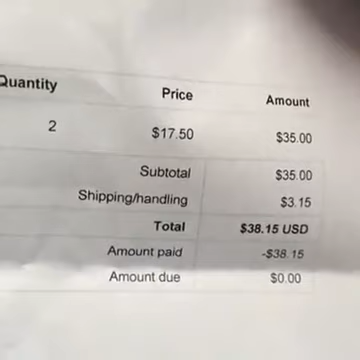 Quantity Price Amount
2 $17.50 $35.00
Subtotal $35.00
Shipping/handling $3.15
Total $38.15 USD
Amount paid -$38.15
Amount due $0.00